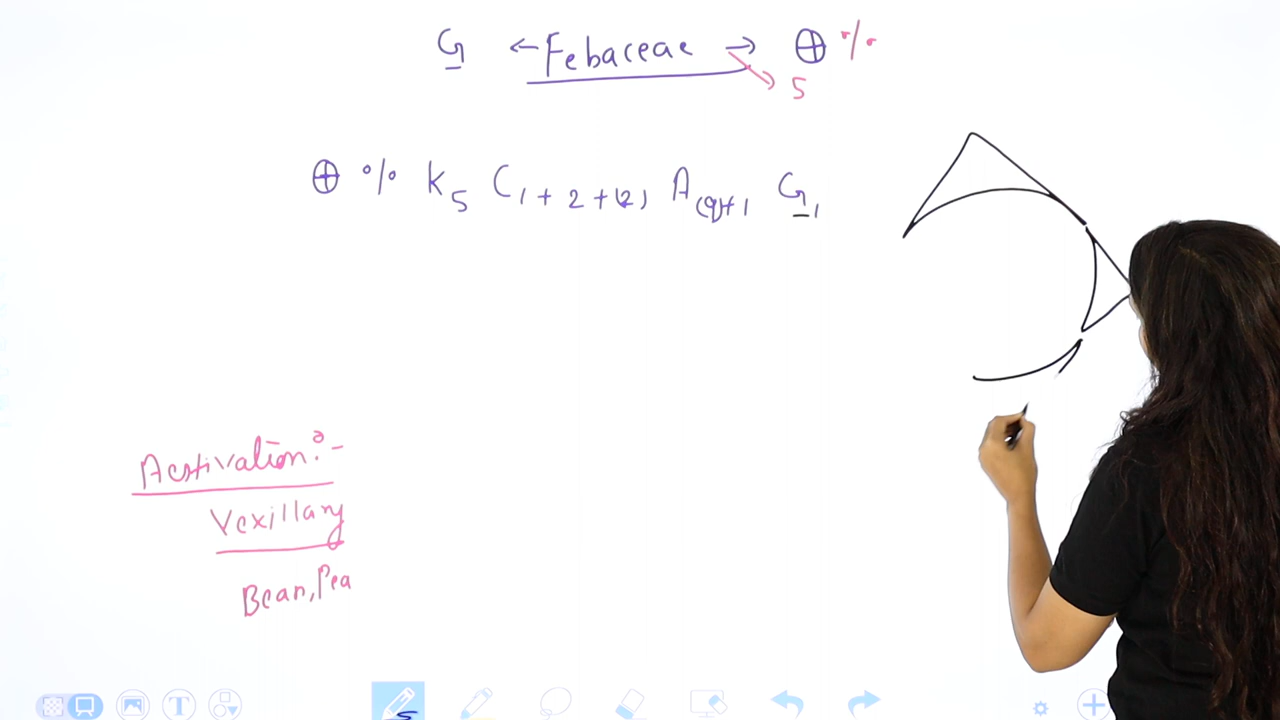 G ← Febaceae → ⊕ %
5
⊕ % K5 C1+2+(2) A(9)+1 G1
Aestivation:-
Vexillary
Bean, Pea
T